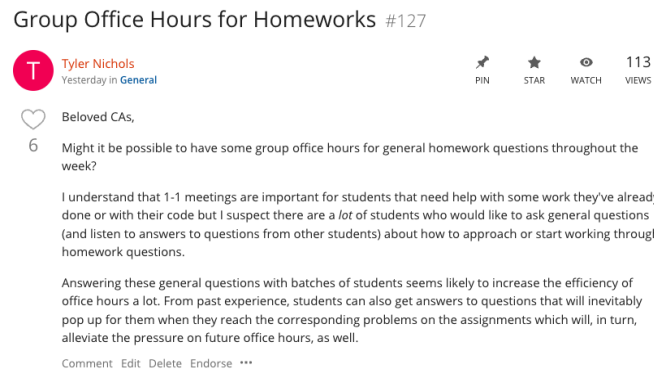 Group Office Hours for Homeworks #127
T
Tyler Nichols
Yesterday in General
PIN
STAR
WATCH
113
VIEWS
6
Beloved CAs,
Might it be possible to have some group office hours for general homework questions throughout the
week?
I understand that 1-1 meetings are important for students that need help with some work they've alread
done or with their code but I suspect there are a lot of students who would like to ask general questions
(and listen to answers to questions from other students) about how to approach or start working throug
homework questions.
Answering these general questions with batches of students seems likely to increase the efficiency of
office hours a lot. From past experience, students can also get answers to questions that will inevitably
pop up for them when they reach the corresponding problems on the assignments which will, in turn,
alleviate the pressure on future office hours, as well.
Comment Edit Delete Endorse •••